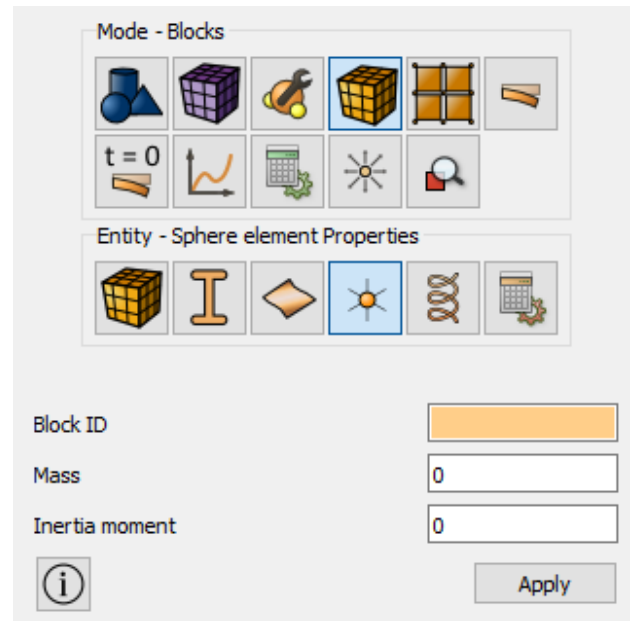 Mode - Blocks
t = 0
Entity - Sphere element Properties
Block ID
Mass
0
Inertia moment
0
i
Apply